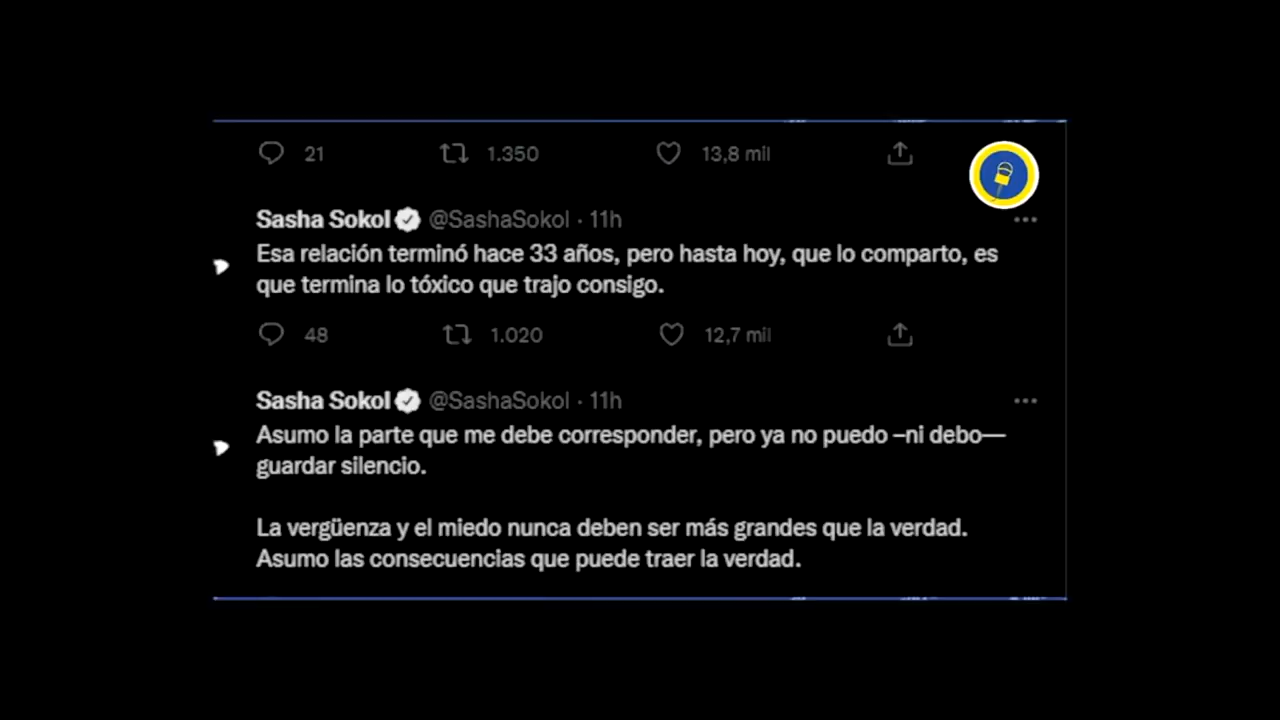 21 1.350 13,8 mil
Sasha Sokol @SashaSokol · 11h
Esa relación terminó hace 33 años, pero hasta hoy, que lo comparto, es
que termina lo tóxico que trajo consigo.
48 1.020 12,7 mil
Sasha Sokol @SashaSokol · 11h
Asumo la parte que me debe corresponder, pero ya no puedo –ni debo—
guardar silencio.
La vergüenza y el miedo nunca deben ser más grandes que la verdad.
Asumo las consecuencias que puede traer la verdad.